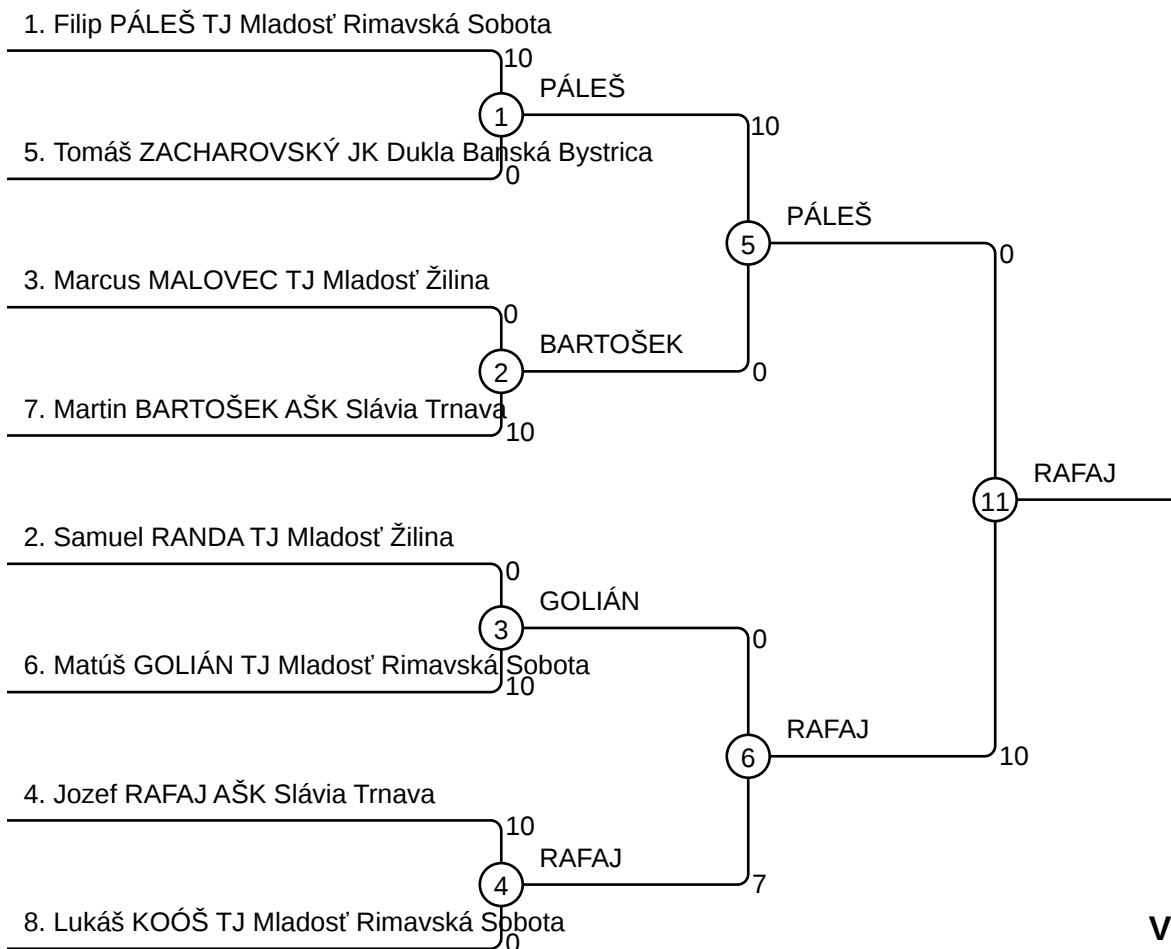 1. Filip PÁLEŠ TJ Mladosť Rimavská Sobota
10
PÁLEŠ
1
10
5. Tomáš ZACHAROVSKÝ JK Dukla Banská Bystrica
0
PÁLEŠ
5
0
3. Marcus MALOVEC TJ Mladosť Žilina
0
BARTOŠEK
2
0
7. Martin BARTOŠEK AŠK Slávia Trnava
10
RAFAJ
11
2. Samuel RANDA TJ Mladosť Žilina
0
GOLIÁN
3
0
6. Matúš GOLIÁN TJ Mladosť Rimavská Sobota
10
RAFAJ
6
10
4. Jozef RAFAJ AŠK Slávia Trnava
10
RAFAJ
4
7
8. Lukáš KOÓŠ TJ Mladosť Rimavská Sobota
0
V